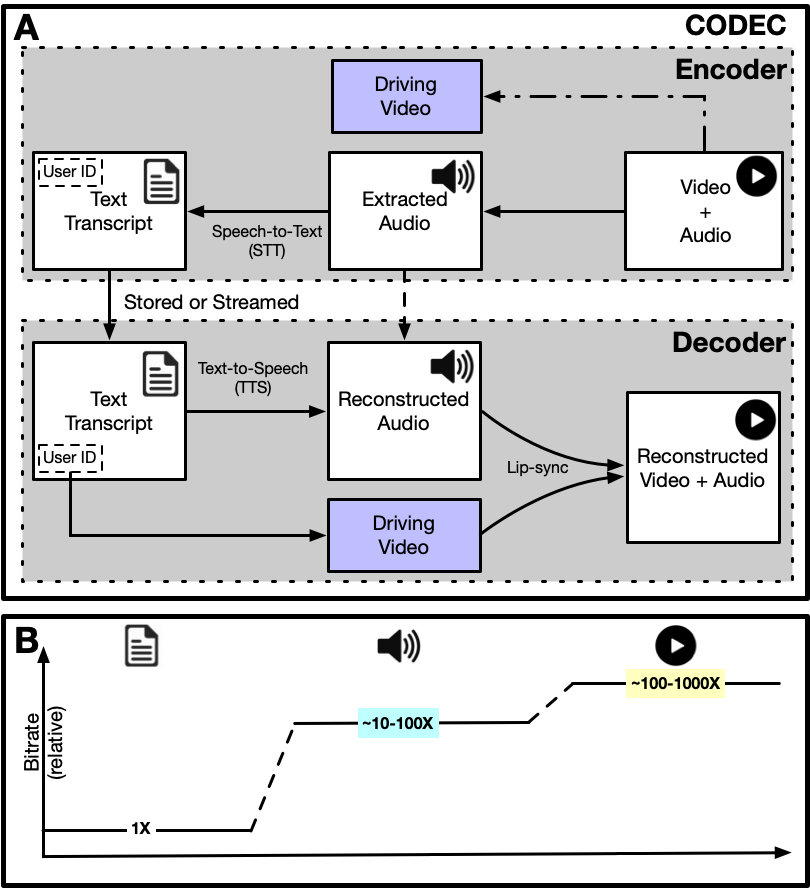 A
CODEC
Encoder
Driving
Video
User ID
Text
Transcript
Speech-to-Text
(STT)
Extracted
Audio
Video
+
Audio
Stored or Streamed
Decoder
Text
Transcript
User ID
Text-to-Speech
(TTS)
Reconstructed
Audio
Lip-sync
Reconstructed
Video + Audio
Driving
Video
B
Bitrate
(relative)
1X
~10-100X
~100-1000X